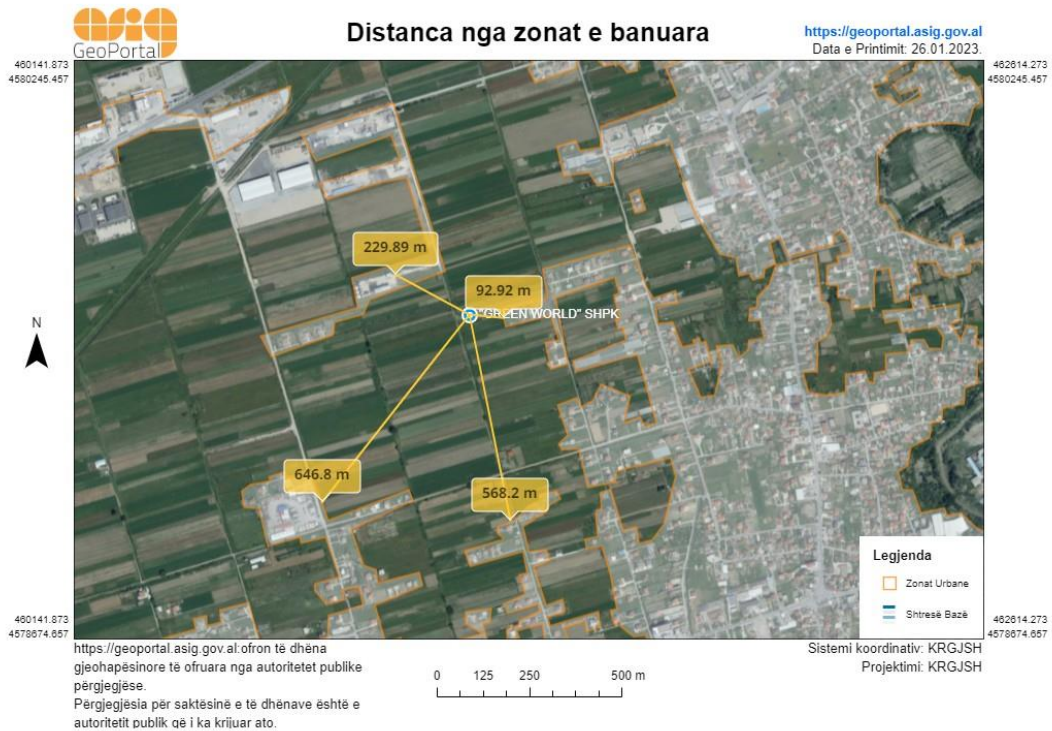 asig
GeoPortal
Distanca nga zonat e banuara
https://geoportal.asig.gov.al
Data e Printimit: 26.01.2023.
460141.873
4580245.457
462614.273
4580245.457
229.89 m
92.92 m
"GREEN WORLD" SHPK
N
646.8 m
568.2 m
Legjenda
Zonat Urbane
Shtresë Bazë
460141.873
4578674.657
462614.273
4578674.657
https://geoportal.asig.gov.al:ofron të dhëna
gjeohapësinore të ofruara nga autoritetet publike
përgjegjëse.
Përgjegjësia për saktësinë e të dhënave është e
autoritetit publik që i ka krijuar ato.
0 125 250 500 m
Sistemi koordinativ: KRGJSH
Projektimi: KRGJSH